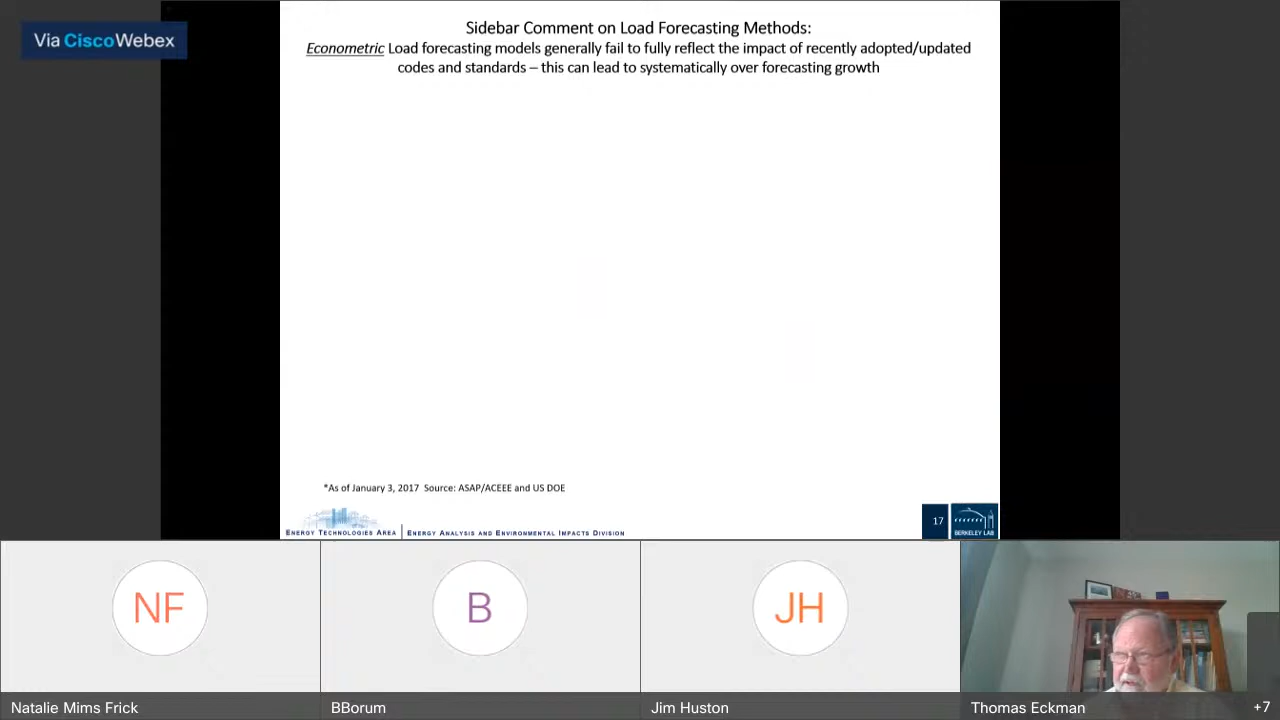 Via Cisco Webex
Sidebar Comment on Load Forecasting Methods:
Econometric Load forecasting models generally fail to fully reflect the impact of recently adopted/updated
codes and standards – this can lead to systematically over forecasting growth
*As of January 3, 2017  Source: ASAP/ACEEE and US DOE
ENERGY TECHNOLOGIES AREA | ENERGY ANALYSIS AND ENVIRONMENTAL IMPACTS DIVISION
17
BERKELEY LAB
NF
B
JH
Natalie Mims Frick
BBorum
Jim Huston
Thomas Eckman
+7